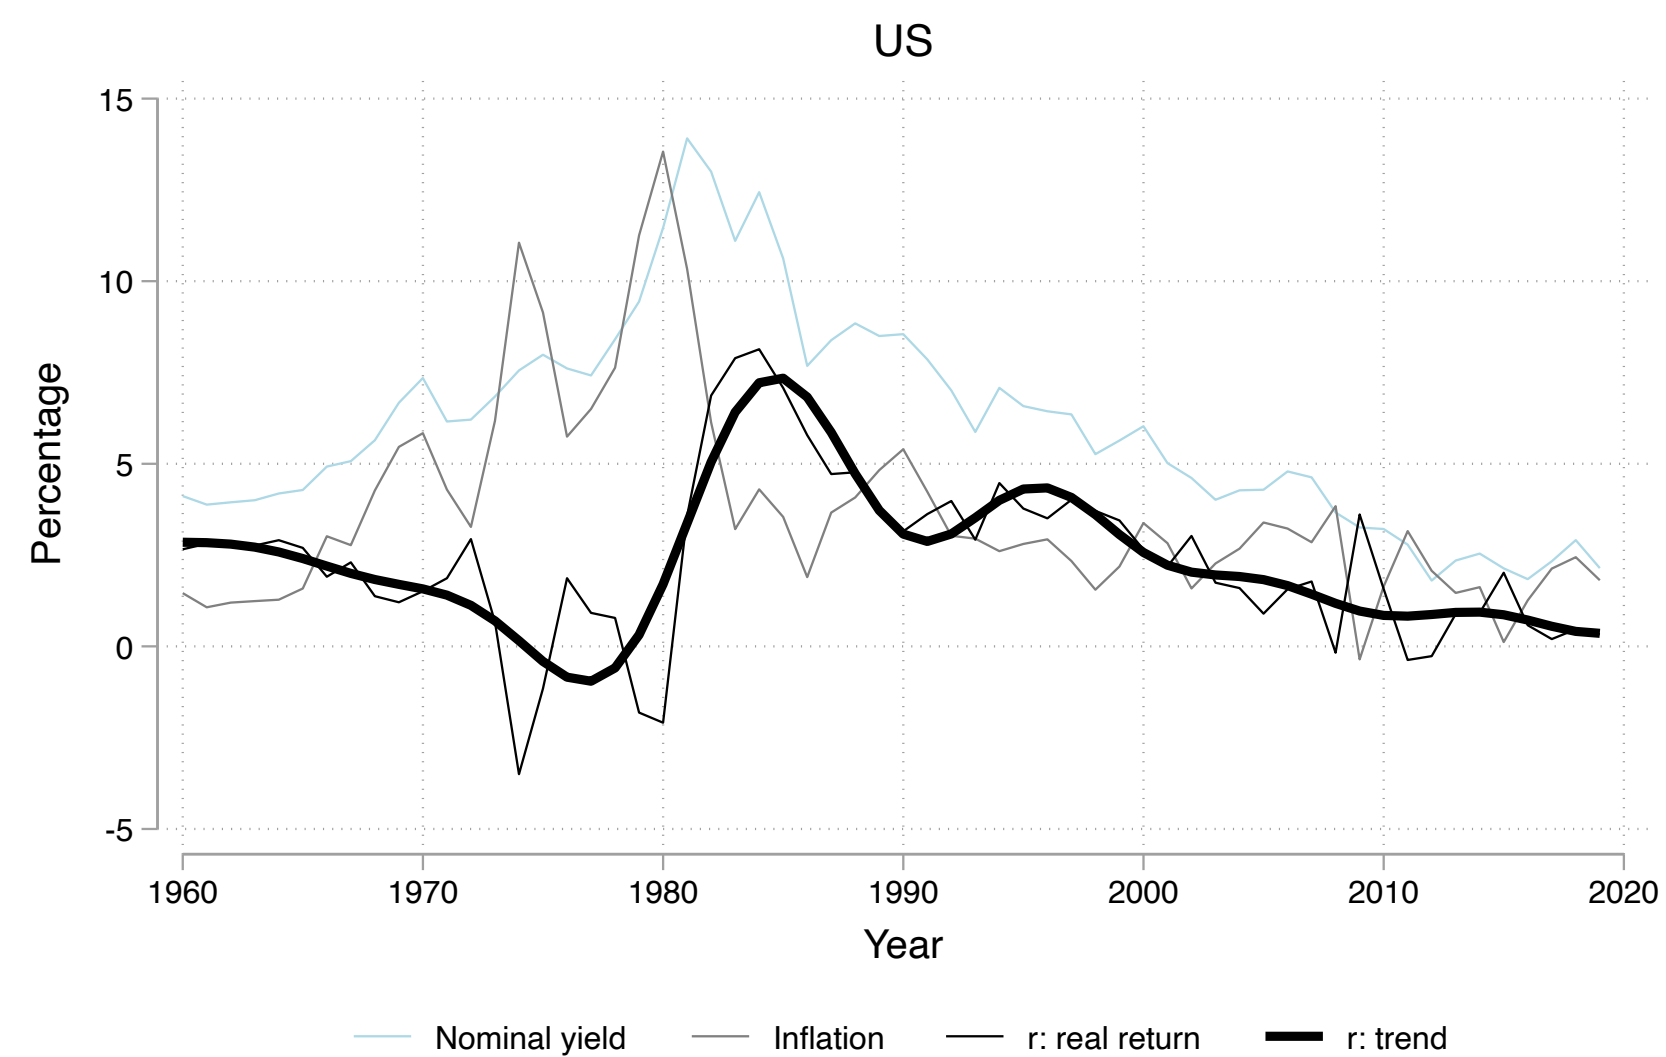 US
Percentage
15
10
5
0
-5
1960 1970 1980 1990 2000 2010 2020
Year
Nominal yield Inflation r: real return r: trend